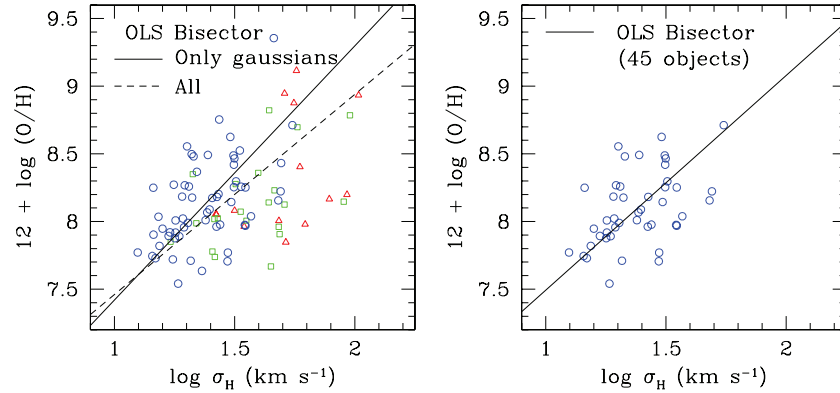 OLS Bisector
Only gaussians
All
9.5
9
8.5
8
7.5
12 + log (O/H)
1
1.5
2
log σ_H (km s⁻¹)
OLS Bisector
(45 objects)
9.5
9
8.5
8
7.5
12 + log (O/H)
1
1.5
2
log σ_H (km s⁻¹)